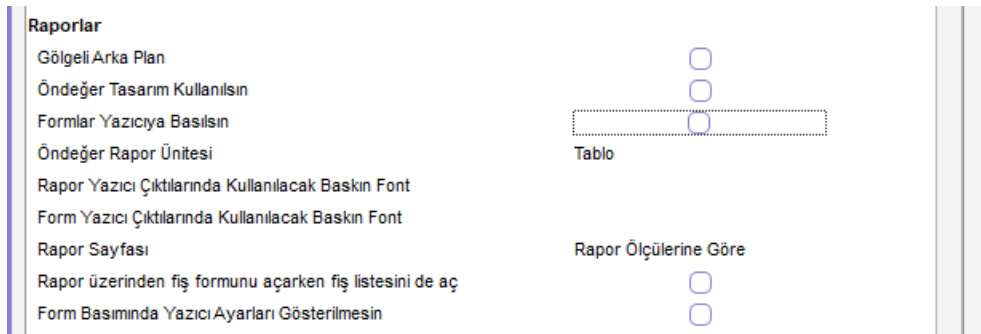 Raporlar
Gölgeli Arka Plan
Öndeğer Tasarım Kullanılsın
Formlar Yazıcıya Basılsın
Öndeğer Rapor Ünitesi Tablo
Rapor Yazıcı Çıktılarında Kullanılacak Baskın Font
Form Yazıcı Çıktılarında Kullanılacak Baskın Font
Rapor Sayfası Rapor Ölçülerine Göre
Rapor üzerinden fiş formunu açarken fiş listesini de aç
Form Basımında Yazıcı Ayarları Gösterilmesin